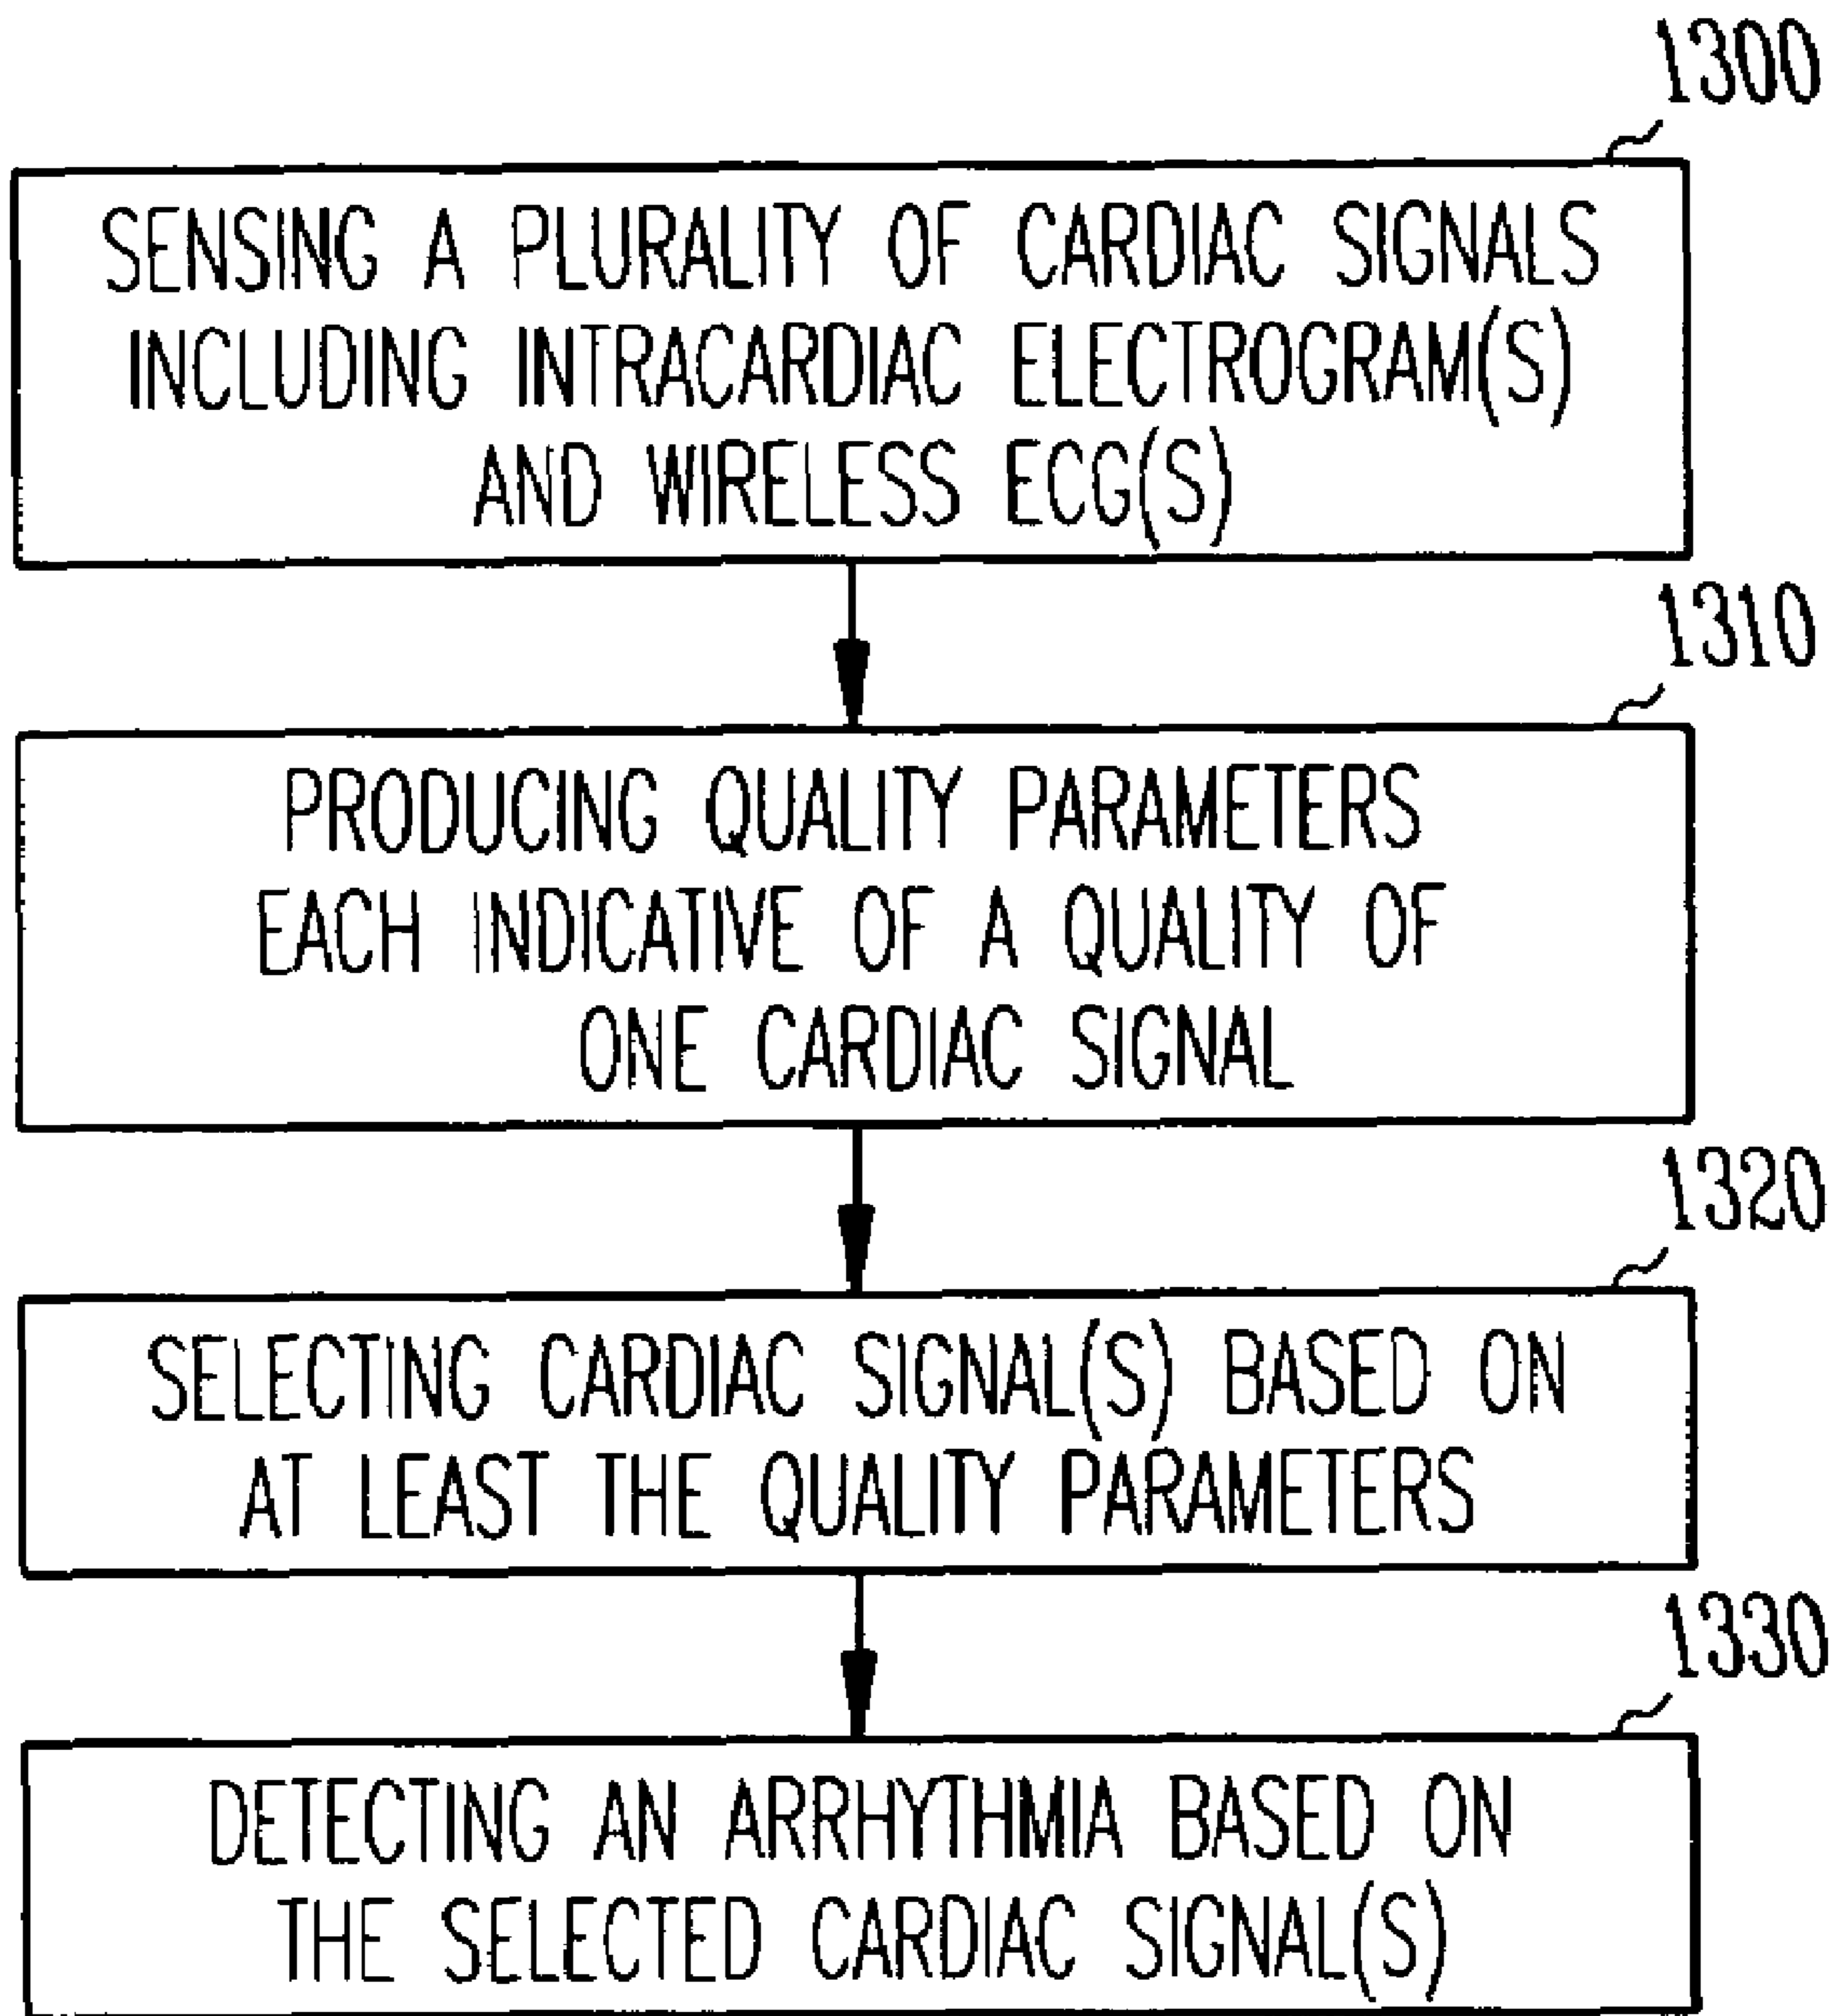 1300
SENSING A PLURALITY OF CARDIAC SIGNALS
INCLUDING INTRACARDIAC ELECTROGRAM(S)
AND WIRELESS ECG(S)
1310
PRODUCING QUALITY PARAMETERS
EACH INDICATIVE OF A QUALITY OF
ONE CARDIAC SIGNAL
1320
SELECTING CARDIAC SIGNAL(S) BASED ON
AT LEAST THE QUALITY PARAMETERS
1330
DETECTING AN ARRHYTHMIA BASED ON
THE SELECTED CARDIAC SIGNAL(S)